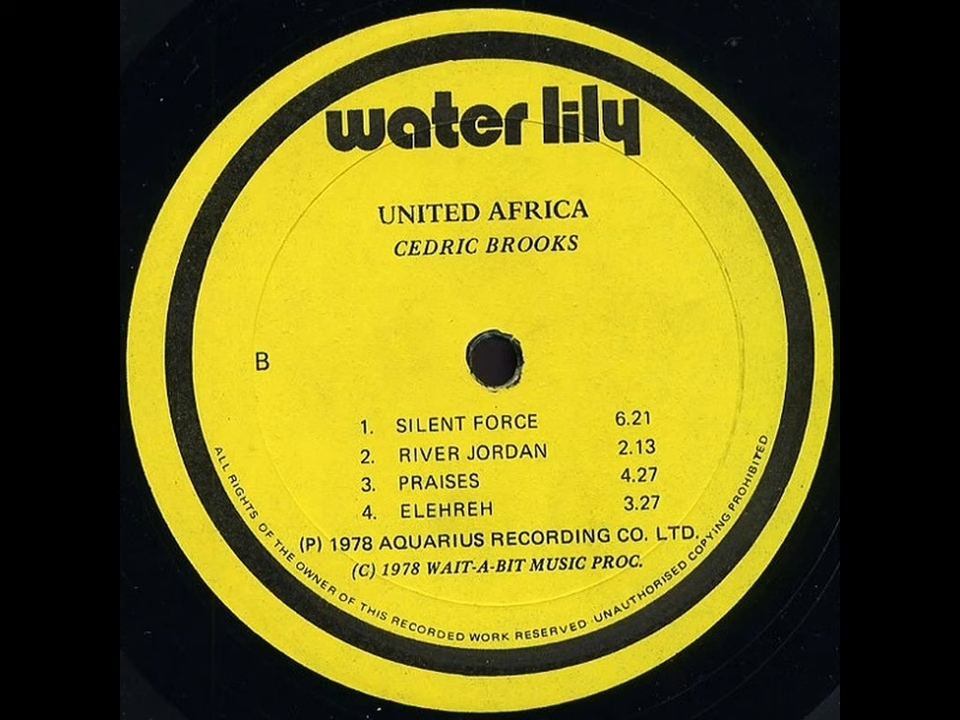 water lily
UNITED AFRICA
CEDRIC BROOKS
B
1. SILENT FORCE 6.21
2. RIVER JORDAN 2.13
3. PRAISES 4.27
4. ELEHREH 3.27
(P) 1978 AQUARIUS RECORDING CO. LTD.
(C) 1978 WAIT-A-BIT MUSIC PROC.
ALL RIGHTS OF THE OWNER OF THIS RECORDED WORK RESERVED. UNAUTHORISED COPYING PROHIBITED